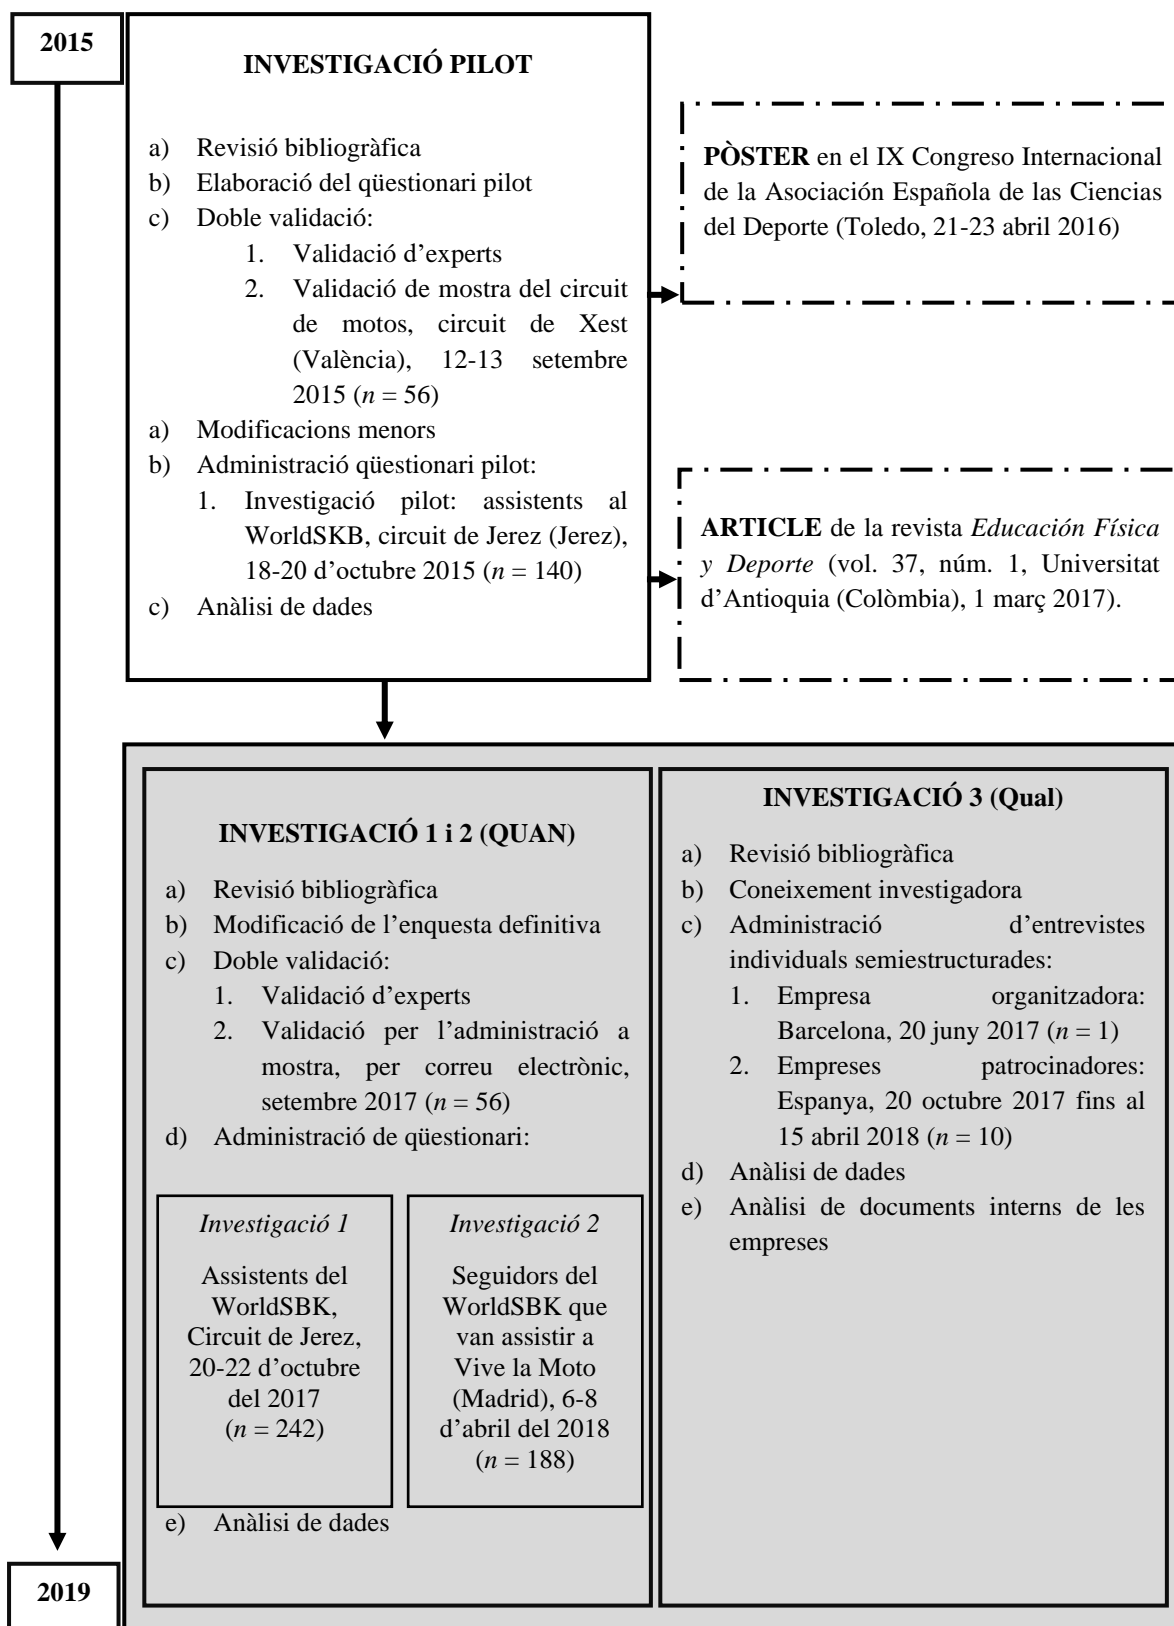 2015
INVESTIGACIÓ PILOT
a) Revisió bibliogràfica
b) Elaboració del qüestionari pilot
c) Doble validació:
1. Validació d’experts
2. Validació de mostra del circuit
de motos, circuit de Xest
(València), 12-13 setembre
2015 (n = 56)
a) Modificacions menors
b) Administració qüestionari pilot:
1. Investigació pilot: assistents al
WorldSKB, circuit de Jerez (Jerez),
18-20 d’octubre 2015 (n = 140)
c) Anàlisi de dades
PÒSTER en el IX Congreso Internacional
de la Asociación Española de las Ciencias
del Deporte (Toledo, 21-23 abril 2016)
ARTICLE de la revista Educación Física
y Deporte (vol. 37, núm. 1, Universitat
d’Antioquia (Colòmbia), 1 març 2017).
INVESTIGACIÓ 1 i 2 (QUAN)
a) Revisió bibliogràfica
b) Modificació de l’enquesta definitiva
c) Doble validació:
1. Validació d’experts
2. Validació per l’administració a
mostra, per correu electrònic,
setembre 2017 (n = 56)
d) Administració de qüestionari:
Investigació 1
Assistents del
WorldSBK,
Circuit de Jerez,
20-22 d’octubre
del 2017
(n = 242)
Investigació 2
Seguidors del
WorldSBK que
van assistir a
Vive la Moto
(Madrid), 6-8
d’abril del 2018
(n = 188)
e) Anàlisi de dades
INVESTIGACIÓ 3 (Qual)
a) Revisió bibliogràfica
b) Coneixement investigadora
c) Administració d’entrevistes
individuals semiestructurades:
1. Empresa organitzadora:
Barcelona, 20 juny 2017 (n = 1)
2. Empreses patrocinadores:
Espanya, 20 octubre 2017 fins al
15 abril 2018 (n = 10)
d) Anàlisi de dades
e) Anàlisi de documents interns de les
empreses
2019